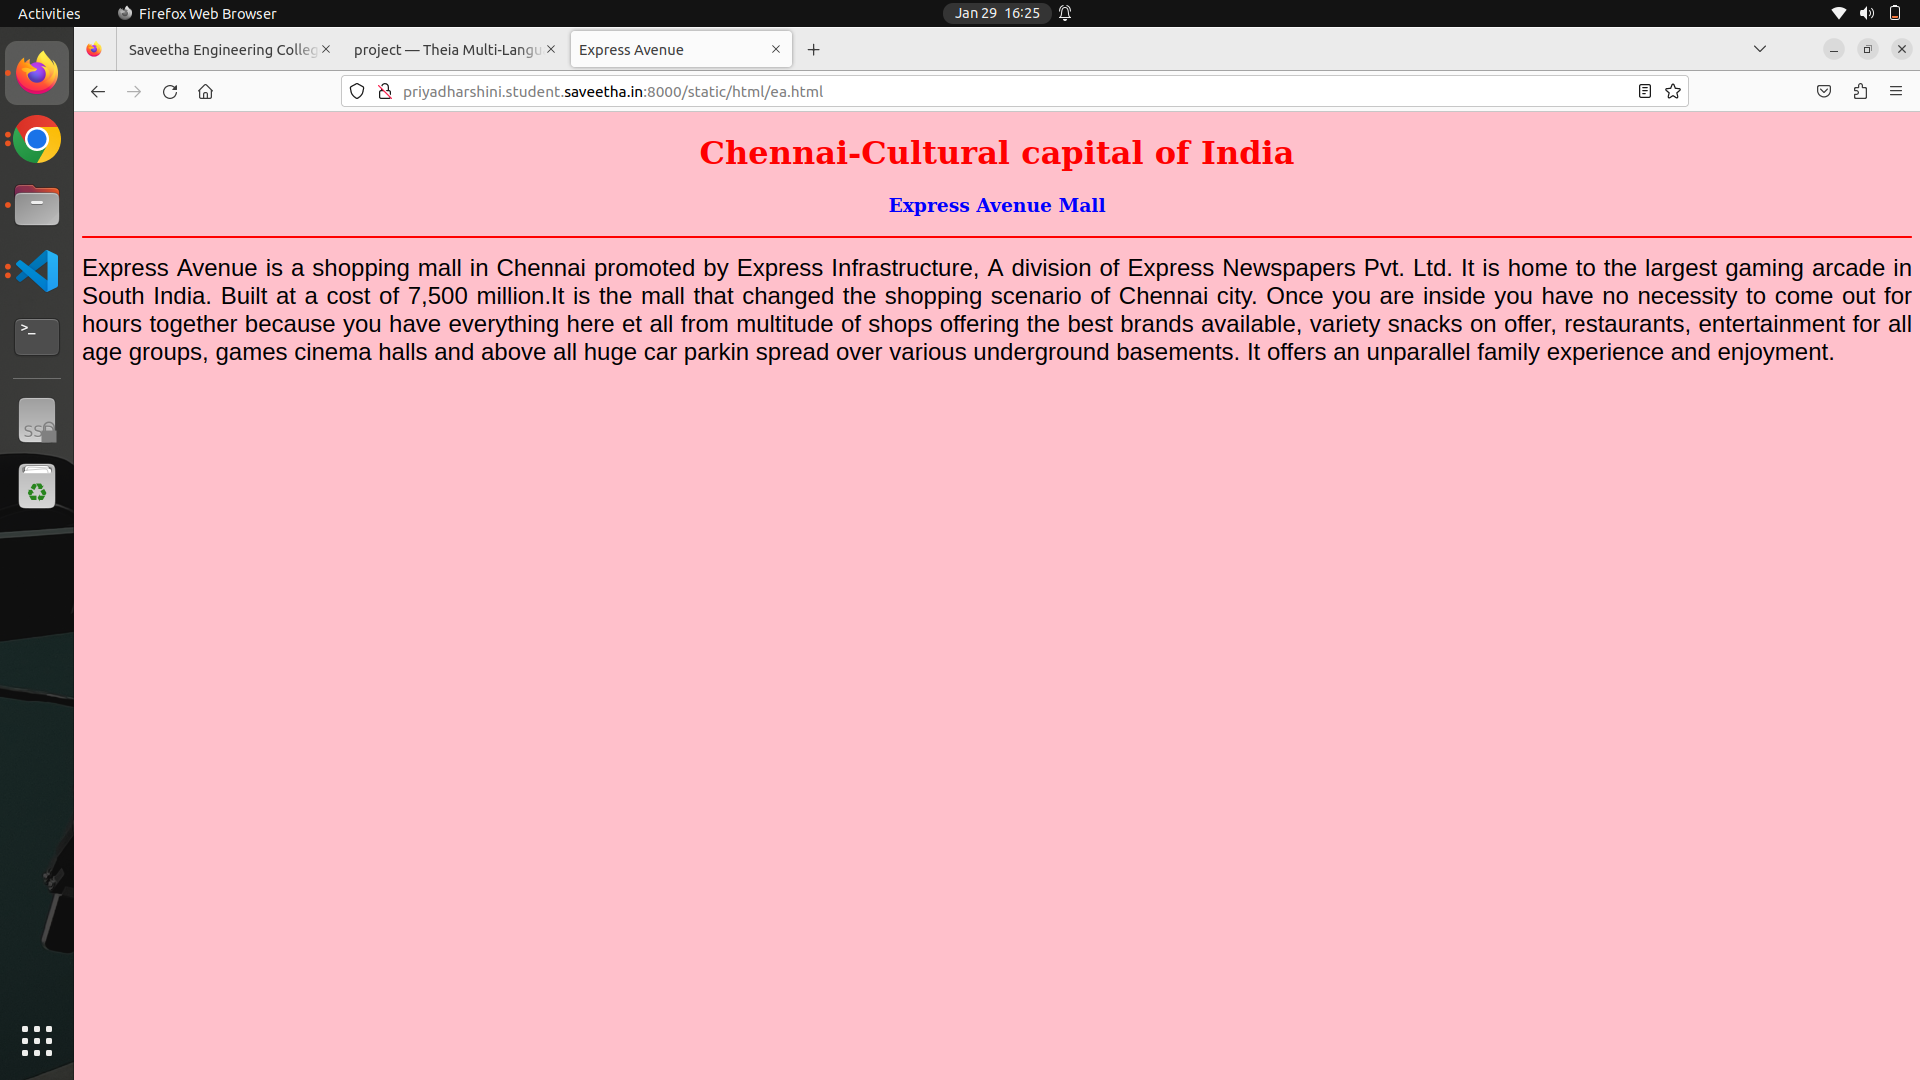 Activities Firefox Web Browser Jan 29 16:25
Saveetha Engineering Colleg project — Theia Multi-Langu Express Avenue
priyadharshini.student.saveetha.in:8000/static/html/ea.html
Chennai-Cultural capital of India
Express Avenue Mall
Express Avenue is a shopping mall in Chennai promoted by Express Infrastructure, A division of Express Newspapers Pvt. Ltd. It is home to the largest gaming arcade in
South India. Built at a cost of 7,500 million.It is the mall that changed the shopping scenario of Chennai city. Once you are inside you have no necessity to come out for
hours together because you have everything here et all from multitude of shops offering the best brands available, variety snacks on offer, restaurants, entertainment for all
age groups, games cinema halls and above all huge car parkin spread over various underground basements. It offers an unparallel family experience and enjoyment.
>_
SS